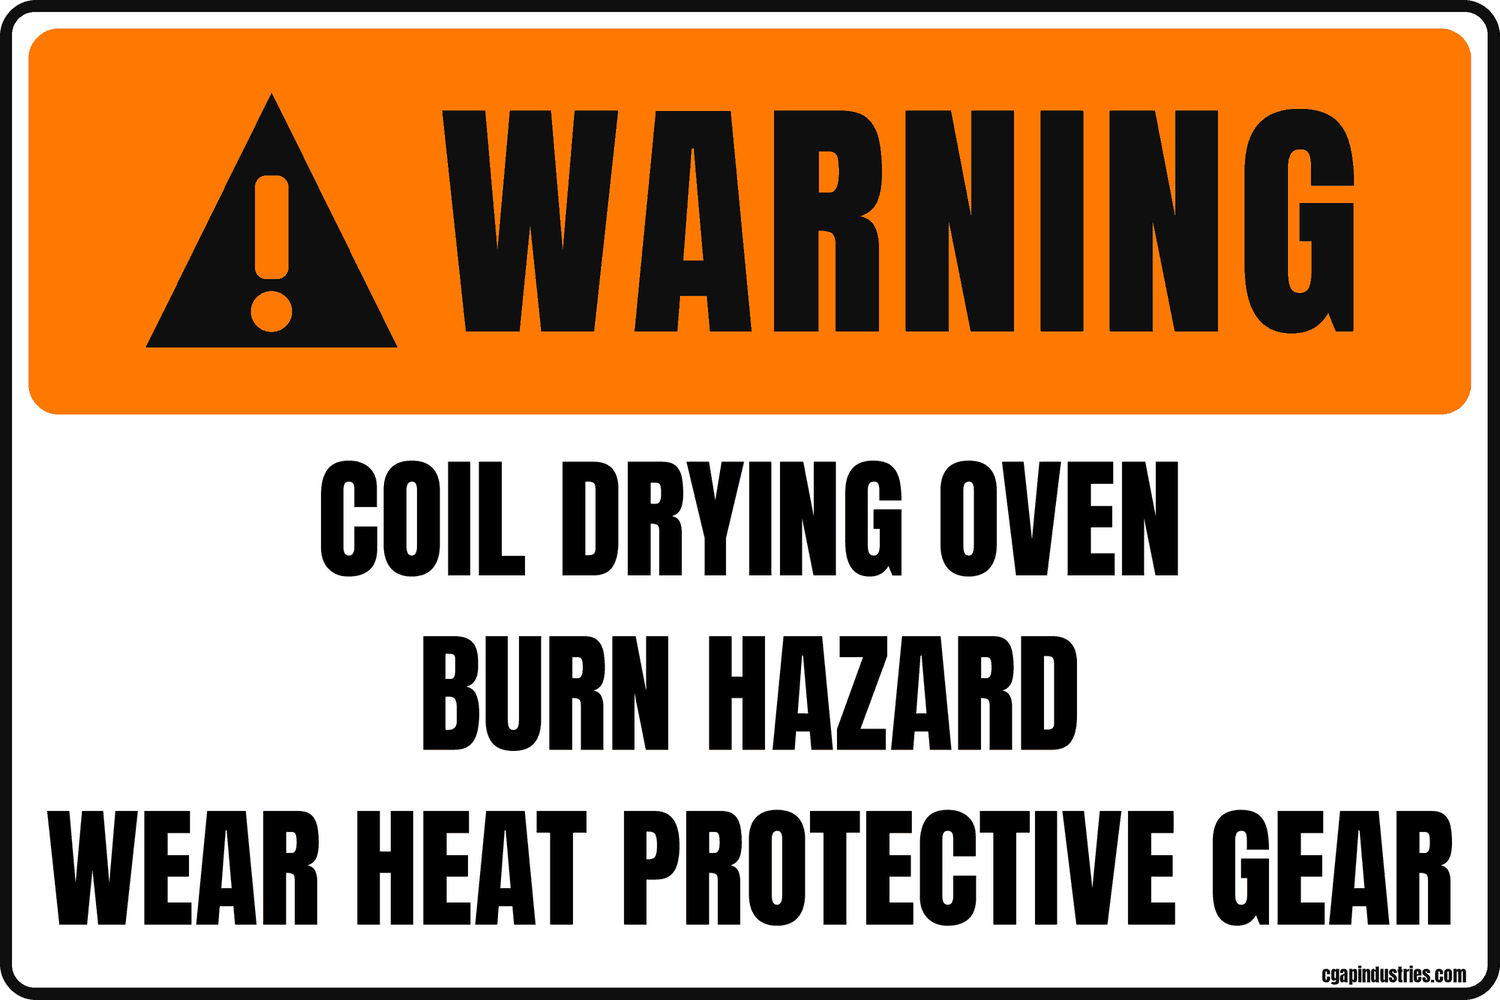 WARNING
COIL DRYING OVEN
BURN HAZARD
WEAR HEAT PROTECTIVE GEAR
cgapindustries.com